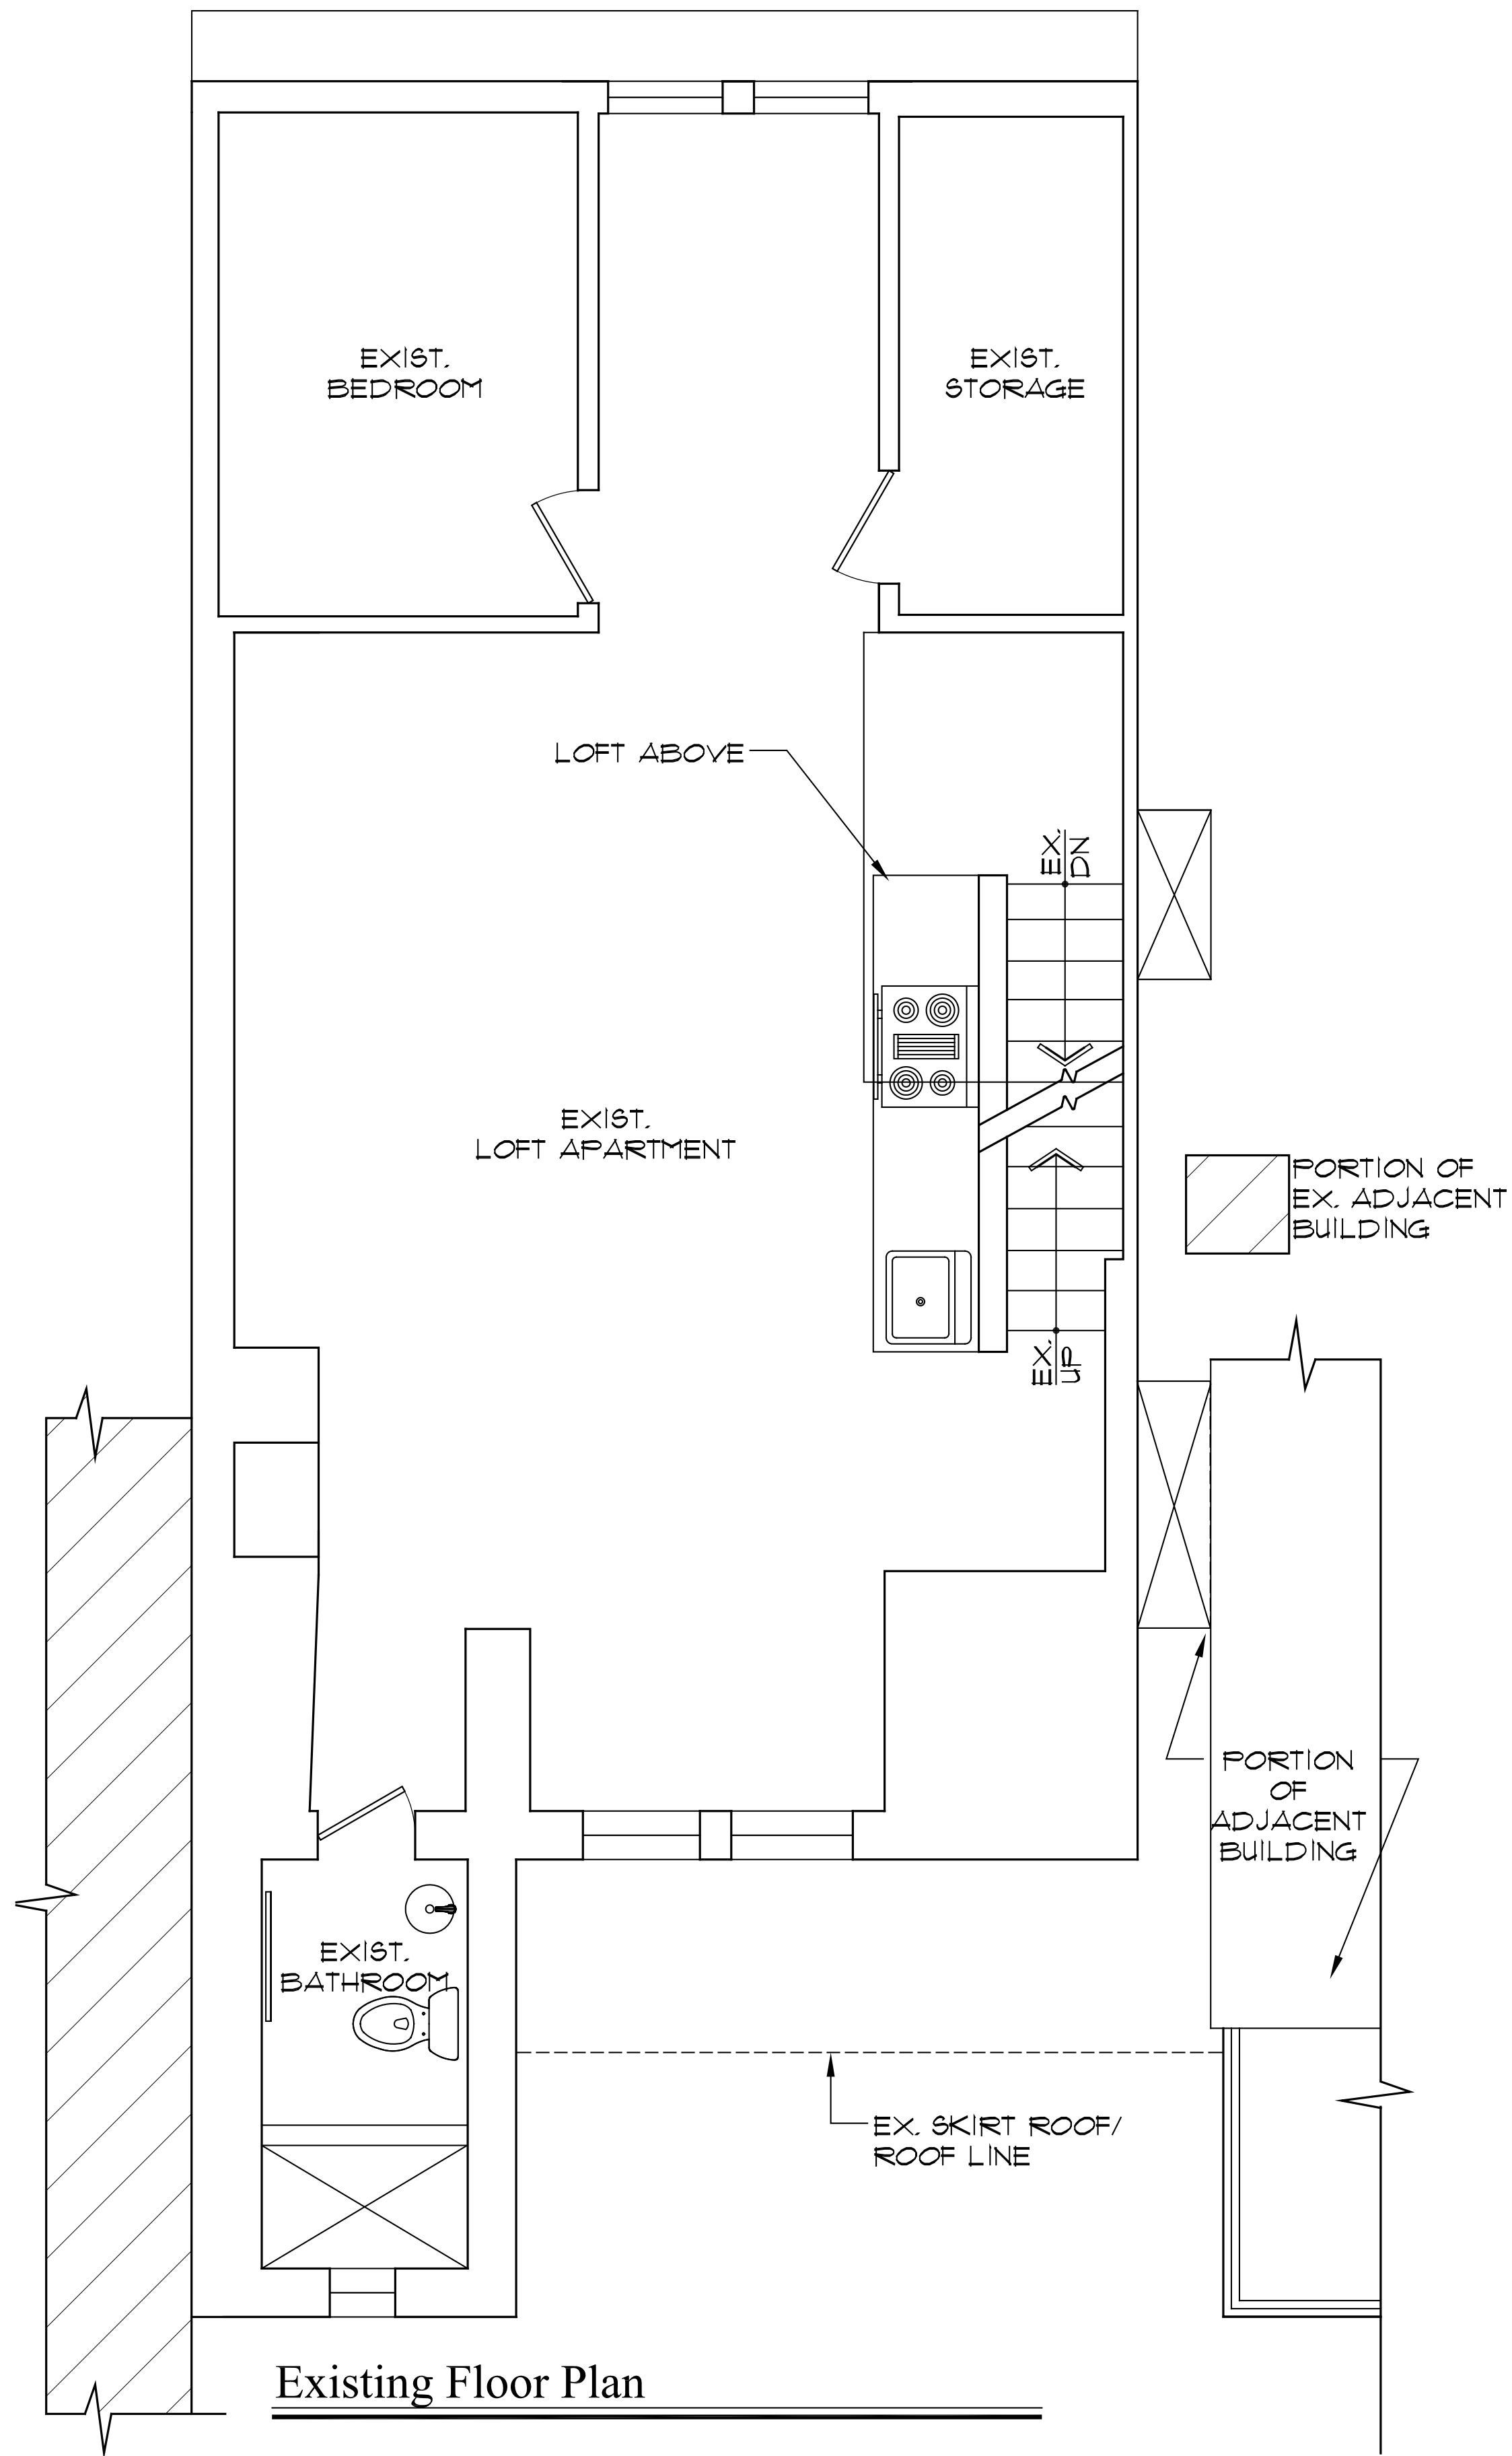 EXIST.
BEDROOM
EXIST.
STORAGE
LOFT ABOVE
EX.
DN
EXIST.
LOFT APARTMENT
PORTION OF
EX. ADJACENT
BUILDING
EX.
UP
PORTION
OF
ADJACENT
BUILDING
EXIST.
BATHROOM
EX. SKIRT ROOF/
ROOF LINE
Existing Floor Plan